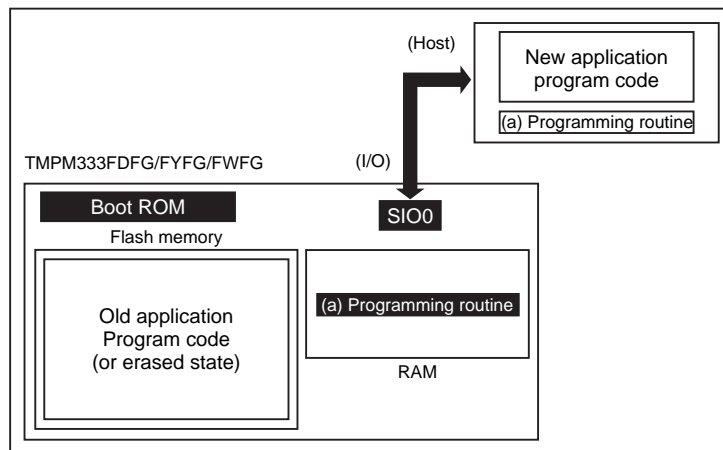 (Host)
New application
program code
(a) Programming routine
TMPM333FDFG/FYFG/FWFG
(I/O)
Boot ROM
SIO0
Flash memory
Old application
Program code
(or erased state)
(a) Programming routine
RAM